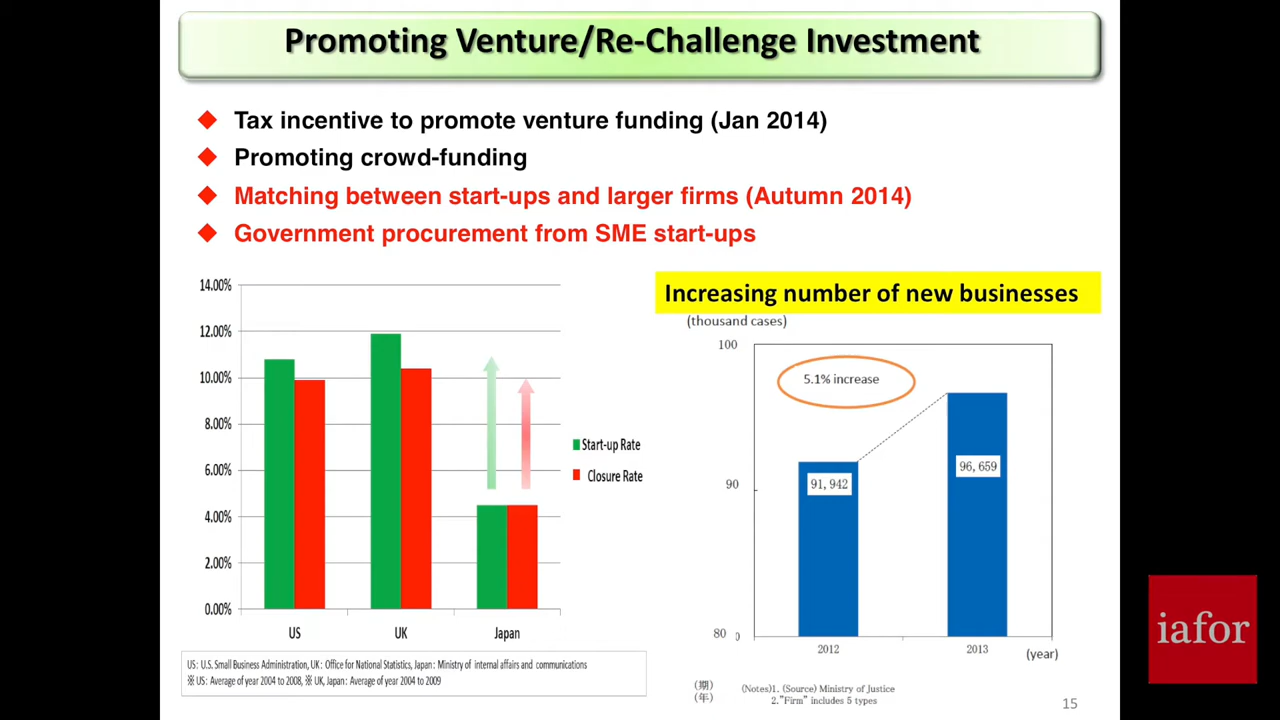 Promoting Venture/Re-Challenge Investment
Tax incentive to promote venture funding (Jan 2014)
Promoting crowd-funding
Matching between start-ups and larger firms (Autumn 2014)
Government procurement from SME start-ups
14.00%
12.00%
10.00%
8.00%
6.00%
4.00%
2.00%
0.00%
US
UK
Japan
Start-up Rate
Closure Rate
US: U.S. Small Business Administration, UK: Office for National Statistics, Japan: Ministry of internal affairs and communications
※ US: Average of year 2004 to 2008, ※ UK, Japan: Average of year 2004 to 2009
Increasing number of new businesses
(thousand cases)
100
90
80
0
5.1% increase
91, 942
96, 659
2012
2013
(year)
(期)
(年)
(Notes)1. (Source) Ministry of Justice
2."Firm" includes 5 types
15
iafor